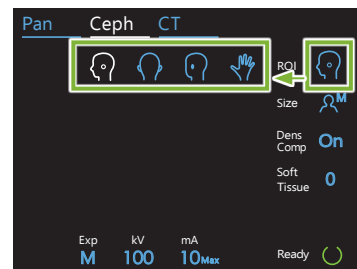 Pan Ceph CT
ROI
Size M
Dens
Comp On
Soft
Tissue 0
Exp kV mA
M 100 10Max
Ready